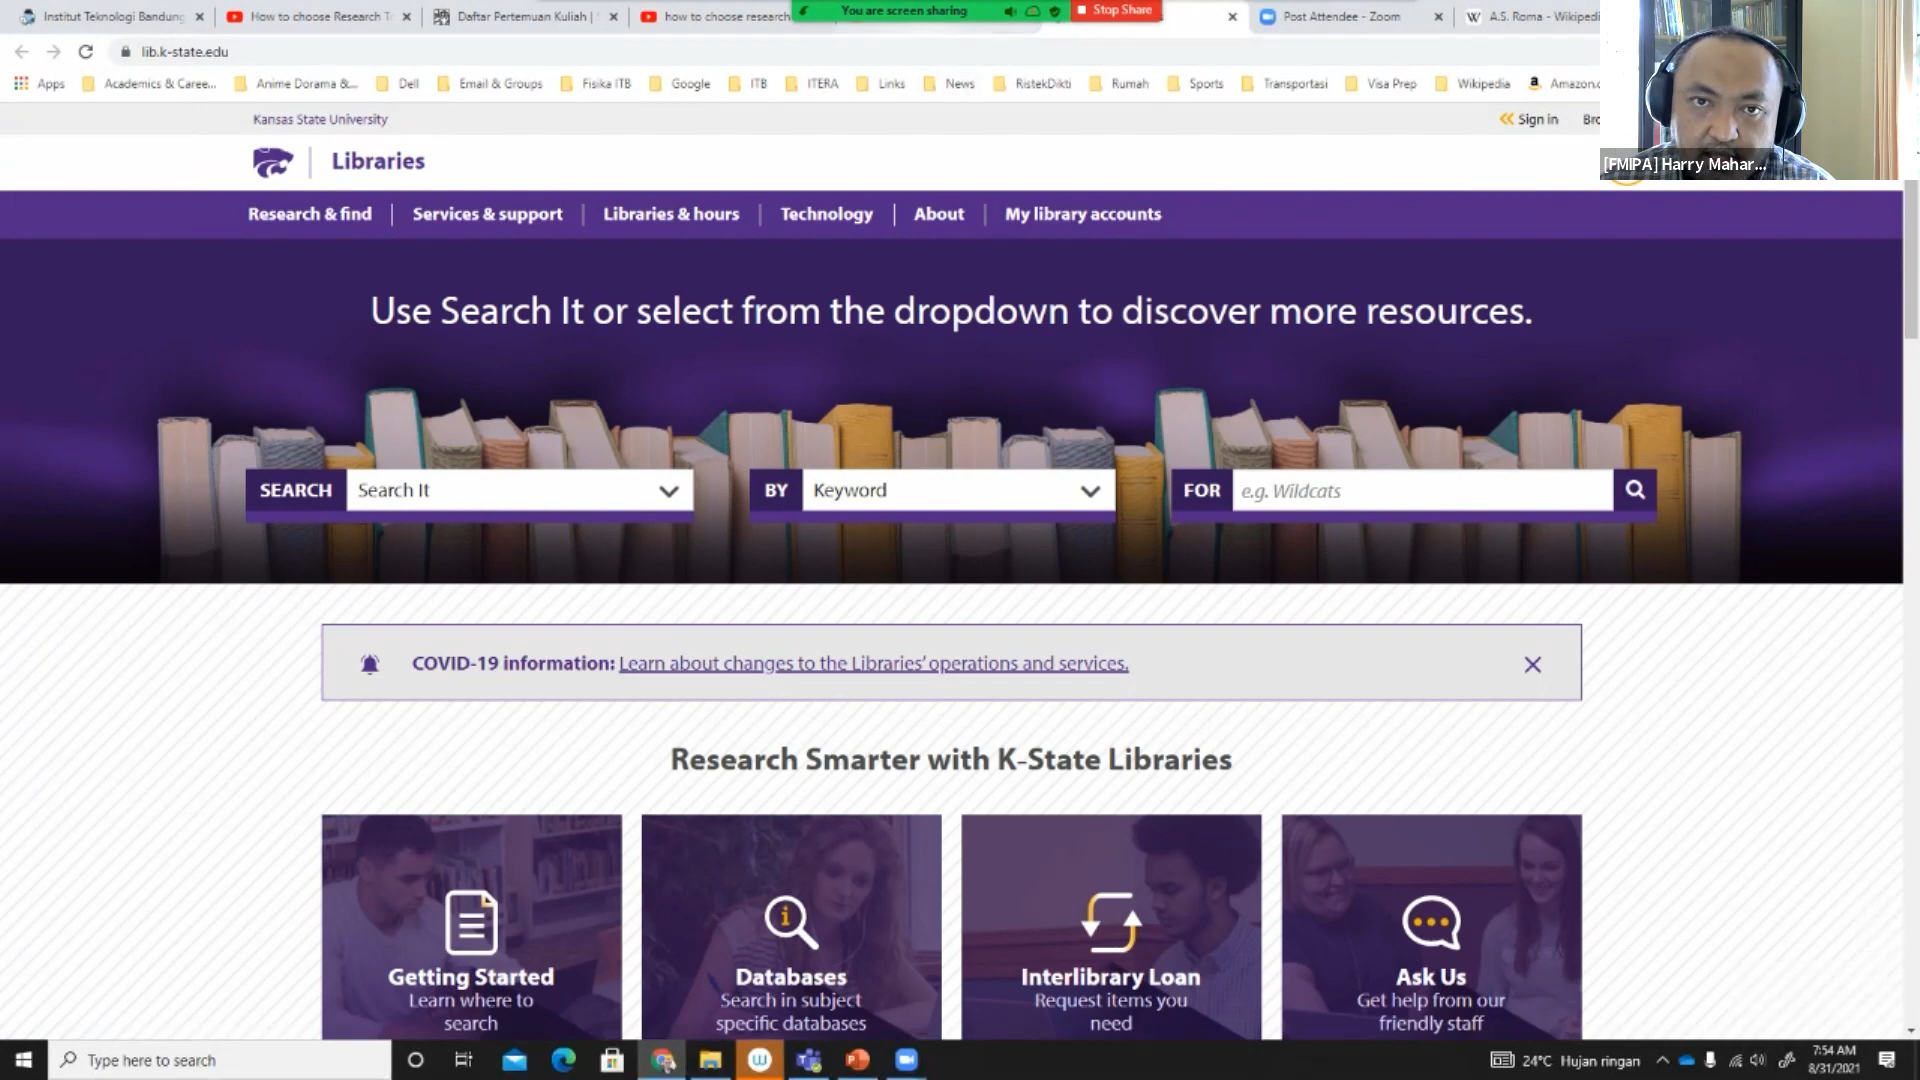 Institut Teknologi Bandung
How to choose Research T
Daftar Pertemuan Kuliah |
how to choose research
You are screen sharing
Stop Share
Post Attendee - Zoom
A.S. Roma - Wikipedi
lib.k-state.edu
Apps
Academics & Caree...
Anime Dorama &...
Dell
Email & Groups
Fisika ITB
Google
ITB
ITERA
Links
News
RistekDikti
Rumah
Sports
Transportasi
Visa Prep
Wikipedia
Amazon.c
Kansas State University
Sign in
Bro
[FMIPA] Harry Mahar...
Libraries
Research & find
Services & support
Libraries & hours
Technology
About
My library accounts
Use Search It or select from the dropdown to discover more resources.
SEARCH
Search It
BY
Keyword
FOR
e.g. Wildcats
COVID-19 information: Learn about changes to the Libraries' operations and services.
Research Smarter with K-State Libraries
Getting Started
Learn where to
search
Databases
Search in subject
specific databases
Interlibrary Loan
Request items you
need
Ask Us
Get help from our
friendly staff
Type here to search
24°C Hujan ringan
7:54 AM
8/31/2021